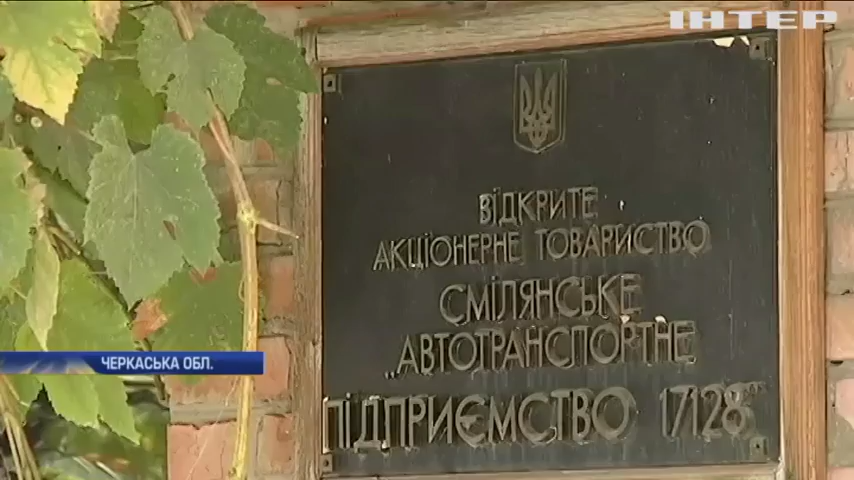 ІНТЕР
ВІДКРИТЕ
АКЦІОНЕРНЕ ТОВАРИСТВО
СМІЛЯНСЬКЕ
„АВТОТРАНСПОРТНЕ
ПІДПРИЄМСТВО 17128"
ЧЕРКАСЬКА ОБЛ.